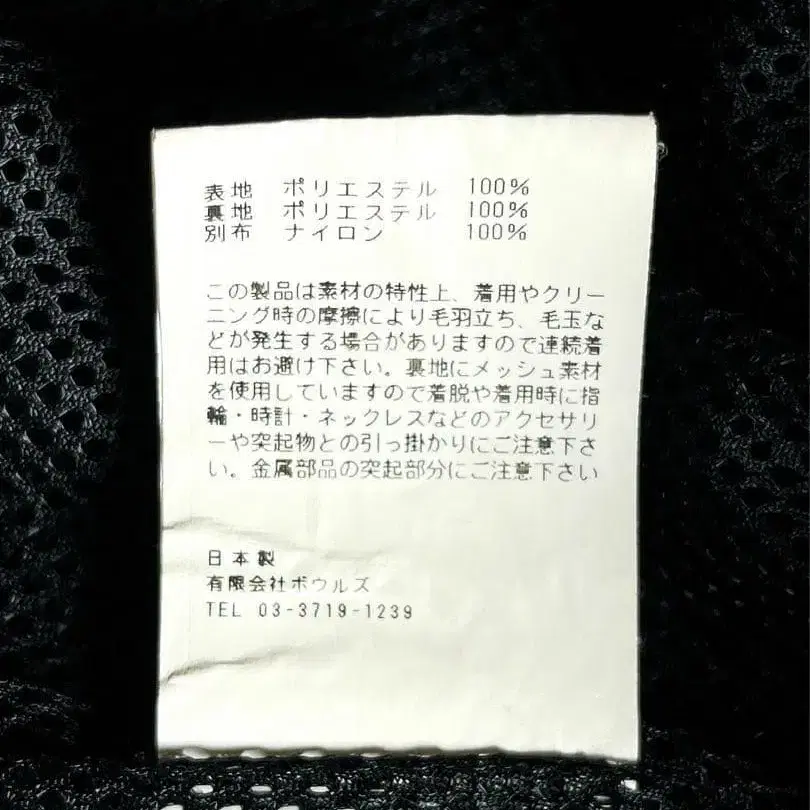 表地 ポリエステル 100%
裏地 ポリエステル 100%
別布 ナイロン 100%
この製品は素材の特性上、着用やクリー
ニング時の摩擦により毛羽立ち、毛玉な
どが発生する場合がありますので連続着
用はお避け下さい。裏地にメッシュ素材
を使用していますので着脱や着用時に指
輪・時計・ネックレスなどのアクセサリ
ーや突起物との引っ掛かりにご注意下さ
い。金属部品の突起部分にご注意下さい
日本製
有限会社ボウルズ
TEL 03-3719-1239